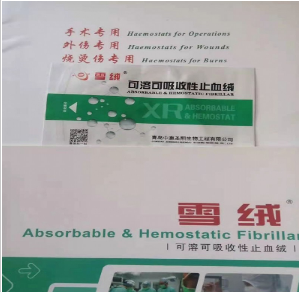 手术专用 Haemostats for Operations
外伤专用 Haemostats for Wounds
烧烫伤专用 Haemostats for Burns
雪绒
可洛可吸收性止血绒
ABSORBABLE & HEMOSTATIC FIBRILLAR
XR ABSORBABLE
& HEMOSTAT
雪绒
Absorbable & Hemostatic Fibrillar
可溶可吸收性止血绒